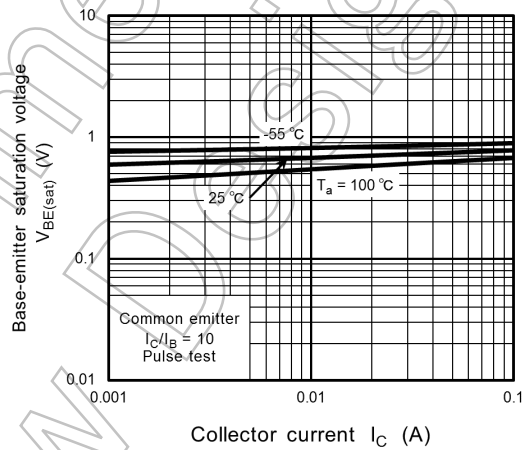 10
1
0.1
0.01
0.001
0.01
0.1
Base-emitter saturation voltage
V_BE(sat) (V)
-55 °C
25 °C
T_a = 100 °C
Common emitter
I_C/I_B = 10
Pulse test
Collector current I_C (A)